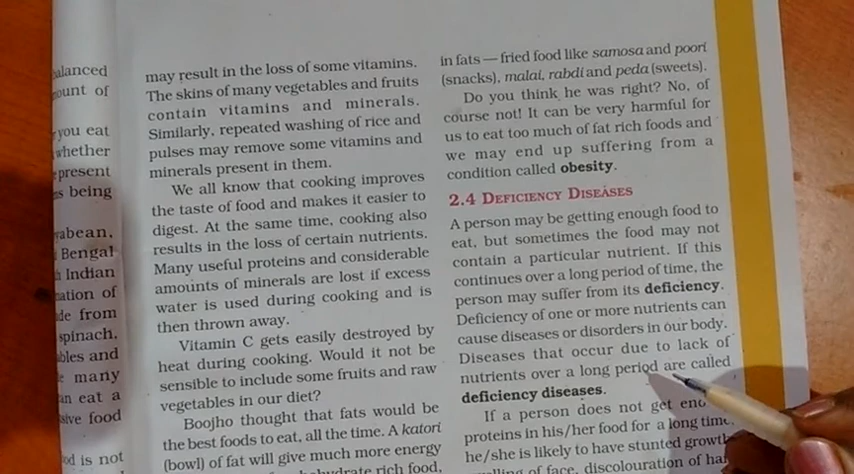 balanced
amount of
you eat
whether
present
being
Bengal
Indian
of
from
spinach,
and
many
eat a
food
is not
may result in the loss of some vitamins.
The skins of many vegetables and fruits
contain vitamins and minerals.
Similarly, repeated washing of rice and
pulses may remove some vitamins and
minerals present in them.
We all know that cooking improves
the taste of food and makes it easier to
digest. At the same time, cooking also
results in the loss of certain nutrients.
Many useful proteins and considerable
amounts of minerals are lost if excess
water is used during cooking and is
then thrown away.
Vitamin C gets easily destroyed by
heat during cooking. Would it not be
sensible to include some fruits and raw
vegetables in our diet?
Boojho thought that fats would be
the best foods to eat, all the time. A katori
(bowl) of fat will give much more energy
rich food,
in fats — fried food like samosa and poori
(snacks), malai, rabdi and peda (sweets).
Do you think he was right? No, of
course not! It can be very harmful for
us to eat too much of fat rich foods and
we may end up suffering from a
condition called obesity.
2.4 DEFICIENCY DISEASES
A person may be getting enough food to
eat, but sometimes the food may not
contain a particular nutrient. If this
continues over a long period of time, the
person may suffer from its deficiency.
Deficiency of one or more nutrients can
cause diseases or disorders in our body.
Diseases that occur due to lack of
nutrients over a long period are called
deficiency diseases.
If a person does not get
proteins in his/her food for a long time,
he/she is likely to have stunted growth,
of face, discolouration of